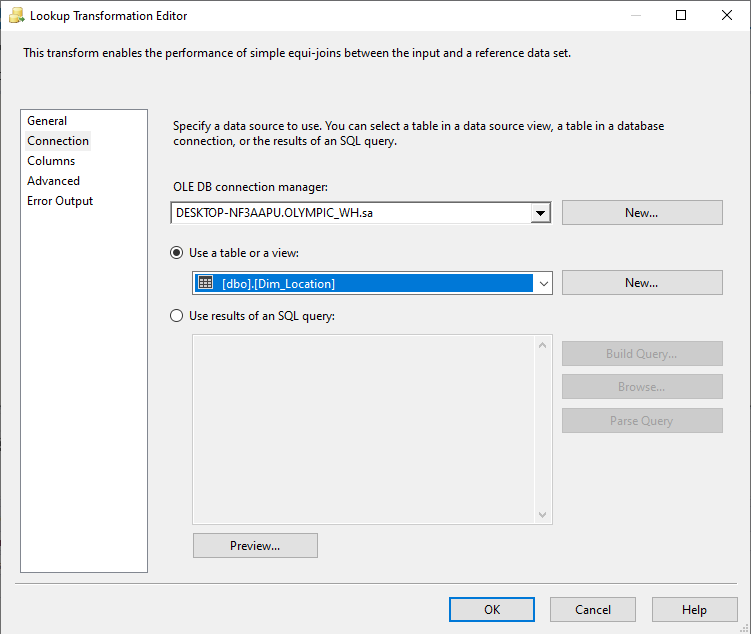 Lookup Transformation Editor
This transform enables the performance of simple equi-joins between the input and a reference data set.
General
Connection
Columns
Advanced
Error Output
Specify a data source to use. You can select a table in a data source view, a table in a database
connection, or the results of an SQL query.
OLE DB connection manager:
DESKTOP-NF3AAPU.OLYMPIC_WH.sa
New...
Use a table or a view:
[dbo].[Dim_Location]
New...
Use results of an SQL query:
Build Query...
Browse...
Parse Query
Preview...
OK
Cancel
Help